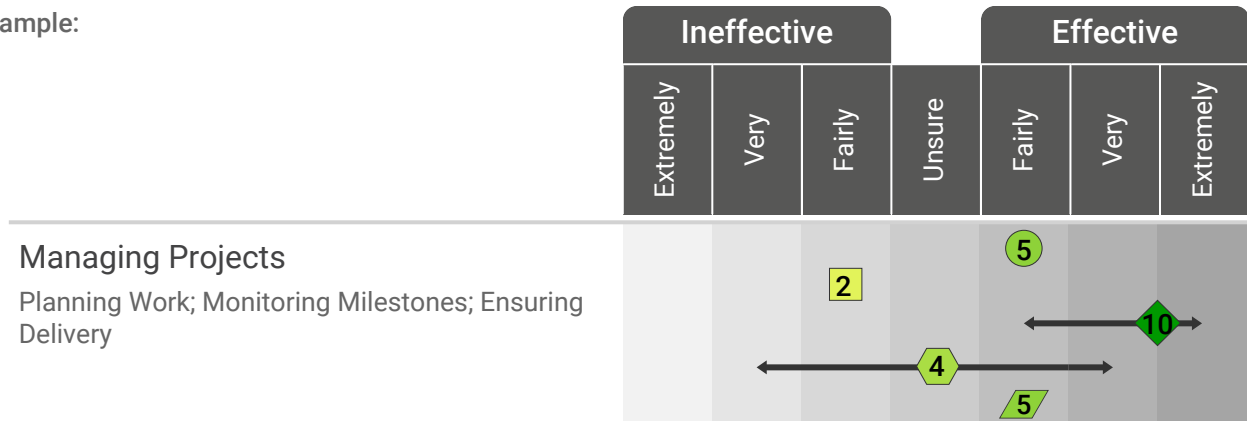 ample:
Ineffective
Effective
Extremely
Very
Fairly
Unsure
Fairly
Very
Extremely
Managing Projects
Planning Work; Monitoring Milestones; Ensuring
Delivery
5
2
10
4
5